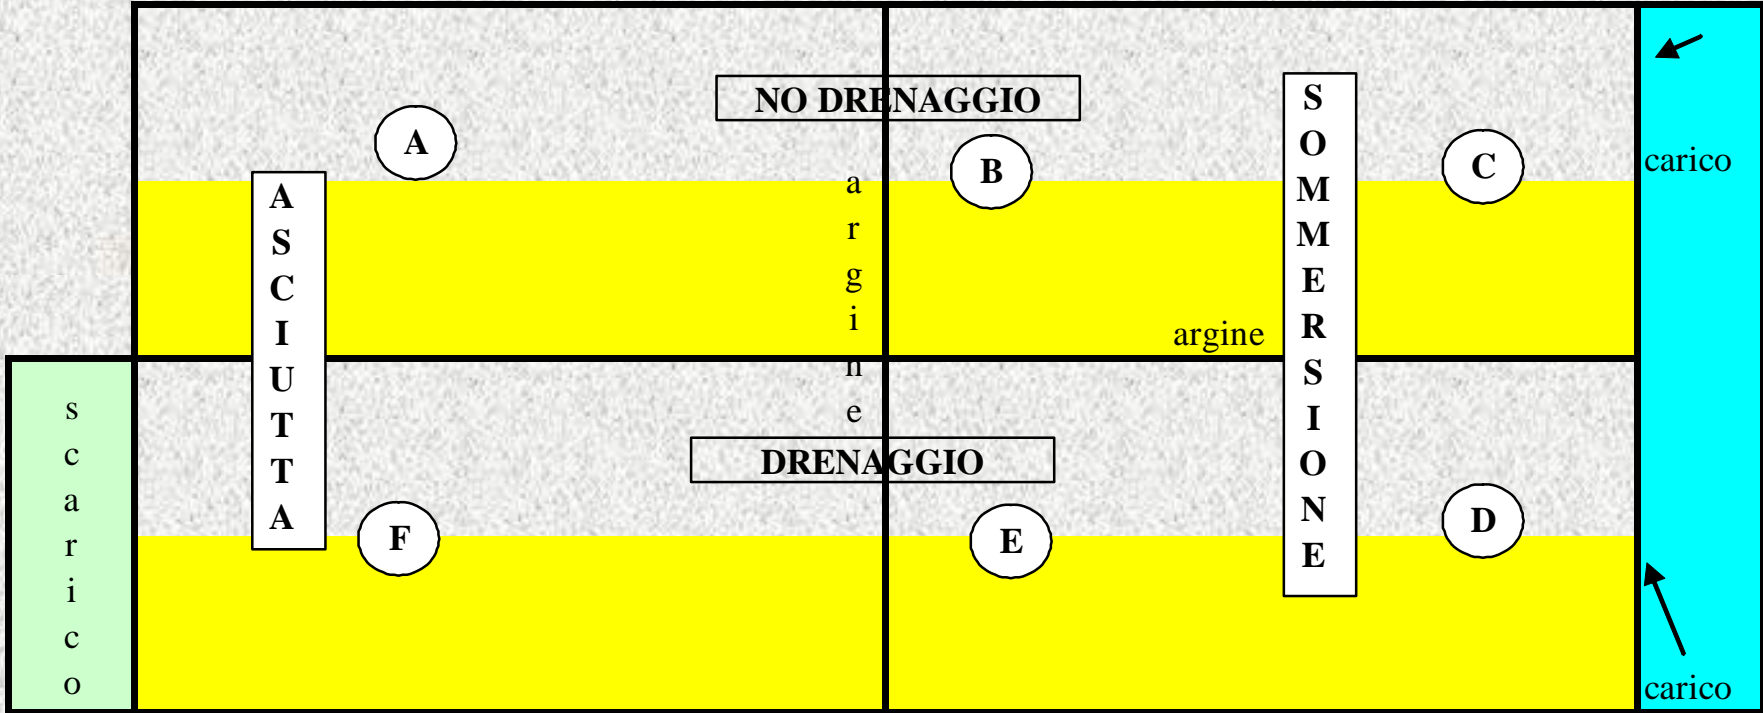 NO DRENAGGIO
A
B
C
carico
ASCIUTTA
argine
SOMMERSIONE
argine
scarico
DRENAGGIO
F
E
D
carico